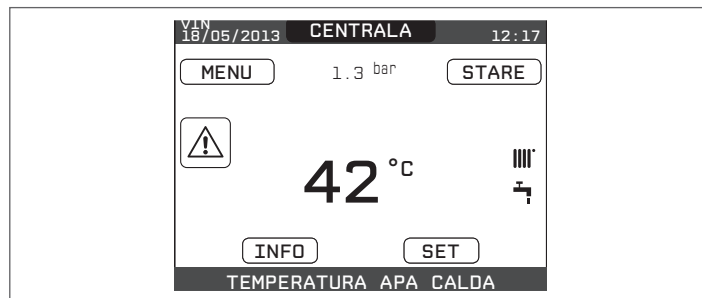 VIN
18/05/2013 CENTRALA 12:17
MENU 1.3 bar STARE
42 °C
INFO SET
TEMPERATURA APA CALDA